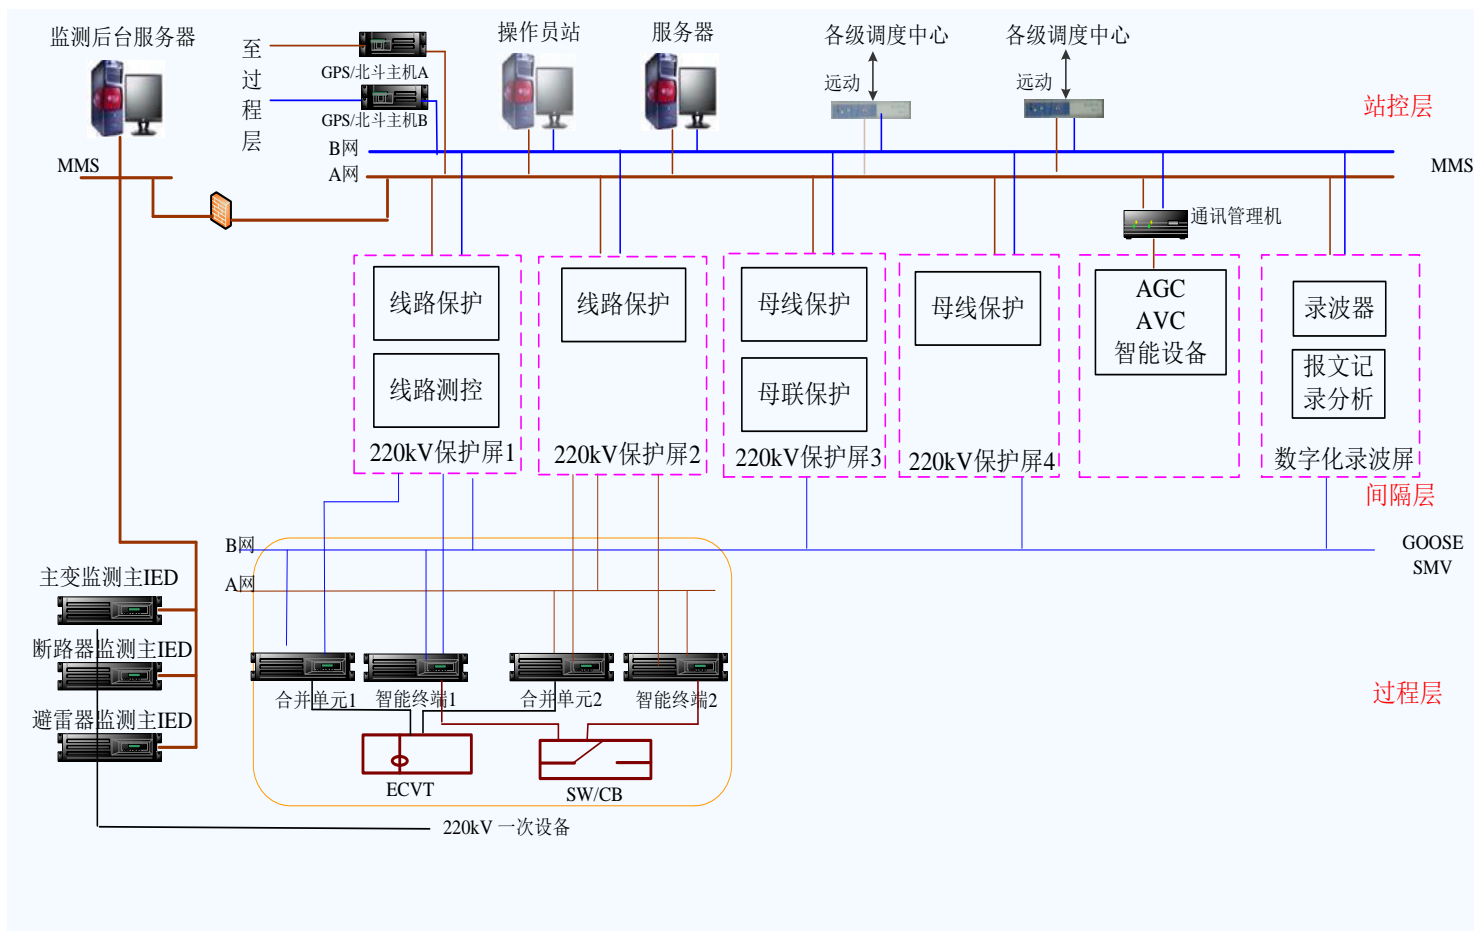 监测后台服务器
至过程层
GPS/北斗主机A
GPS/北斗主机B
操作员站
服务器
各级调度中心
远动
各级调度中心
远动
站控层
B网
A网
MMS
MMS
通讯管理机
线路保护
线路测控
220kV保护屏1
线路保护
220kV保护屏2
母线保护
母联保护
220kV保护屏3
母线保护
220kV保护屏4
AGC
AVC
智能设备
录波器
报文记
录分析
数字化录波屏
间隔层
B网
A网
GOOSE
SMV
主变监测主IED
断路器监测主IED
避雷器监测主IED
合并单元1
智能终端1
合并单元2
智能终端2
过程层
ECVT
SW/CB
220kV 一次设备